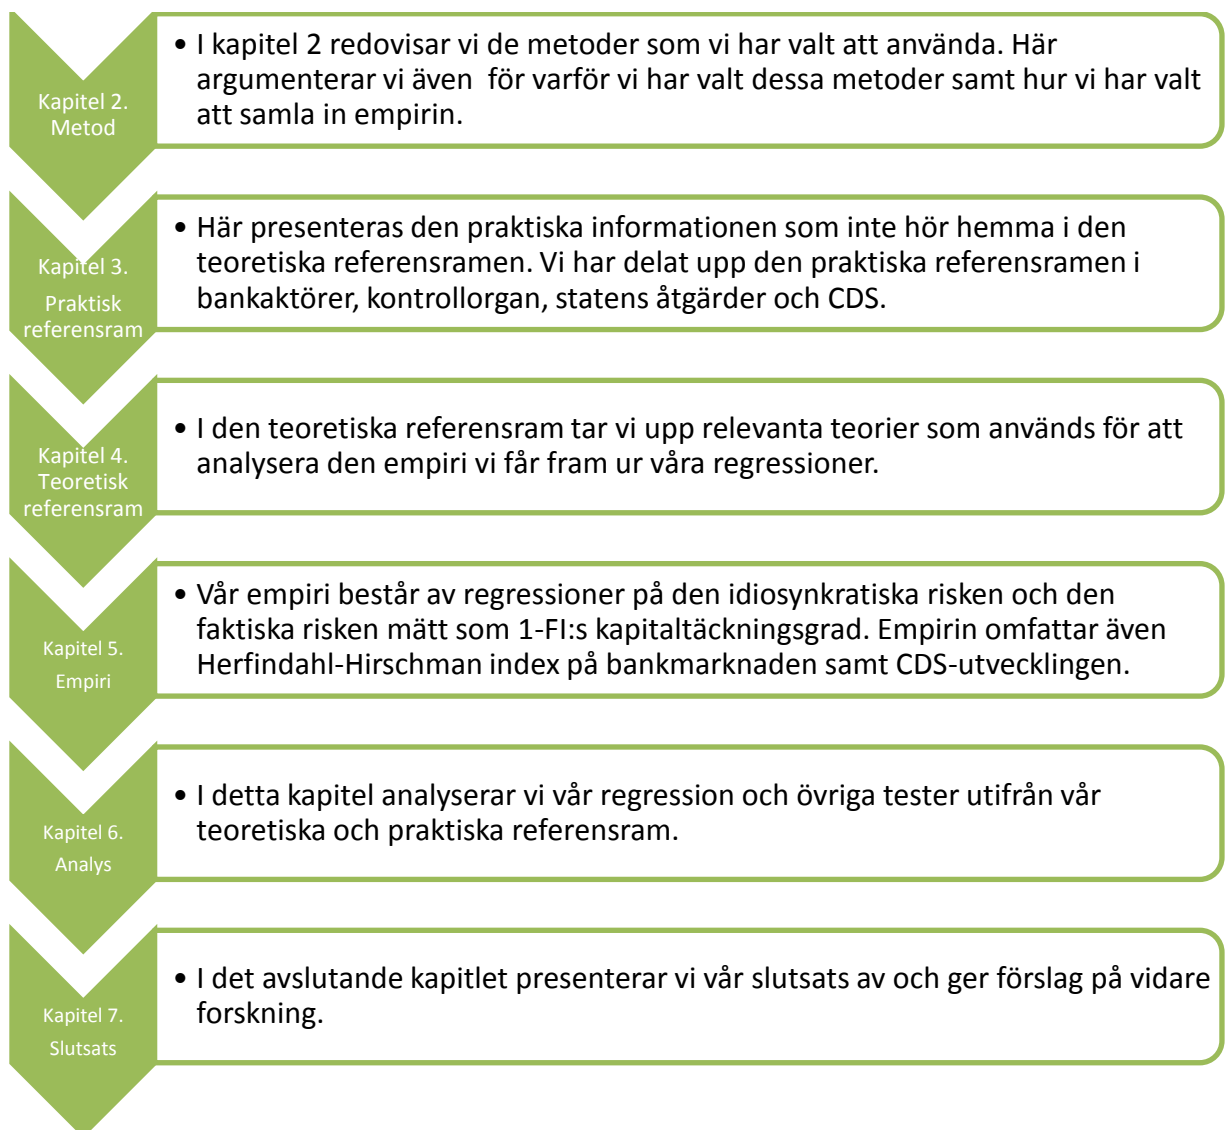 Kapitel 2.
Metod
• I kapitel 2 redovisar vi de metoder som vi har valt att använda. Här
argumenterar vi även  för varför vi har valt dessa metoder samt hur vi har valt
att samla in empirin.
Kapitel 3.
Praktisk
referensram
• Här presenteras den praktiska informationen som inte hör hemma i den
teoretiska referensramen. Vi har delat upp den praktiska referensramen i
bankaktörer, kontrollorgan, statens åtgärder och CDS.
Kapitel 4.
Teoretisk
referensram
• I den teoretiska referensram tar vi upp relevanta teorier som används för att
analysera den empiri vi får fram ur våra regressioner.
Kapitel 5.
Empiri
• Vår empiri består av regressioner på den idiosynkratiska risken och den
faktiska risken mätt som 1-FI:s kapitaltäckningsgrad. Empirin omfattar även
Herfindahl-Hirschman index på bankmarknaden samt CDS-utvecklingen.
Kapitel 6.
Analys
• I detta kapitel analyserar vi vår regression och övriga tester utifrån vår
teoretiska och praktiska referensram.
Kapitel 7.
Slutsats
• I det avslutande kapitlet presenterar vi vår slutsats av och ger förslag på vidare
forskning.